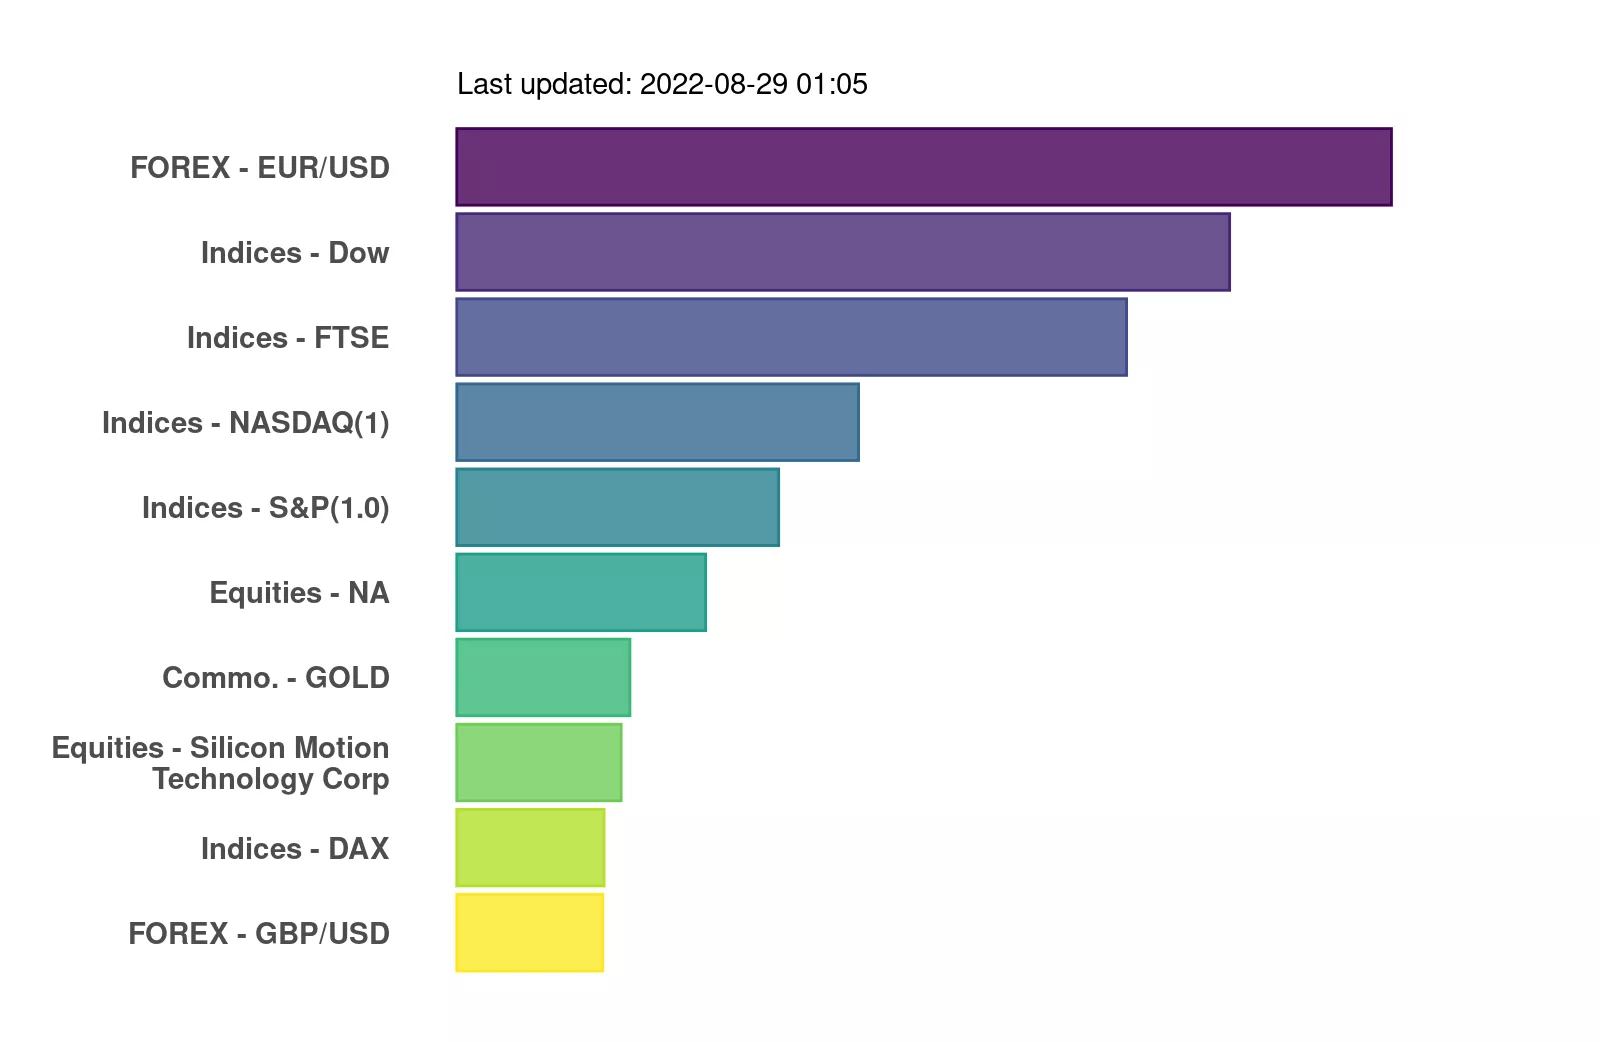 Last updated: 2022-08-29 01:05
FOREX - EUR/USD
Indices - Dow
Indices - FTSE
Indices - NASDAQ(1)
Indices - S&P(1.0)
Equities - NA
Commo. - GOLD
Equities - Silicon Motion
Technology Corp
Indices - DAX
FOREX - GBP/USD